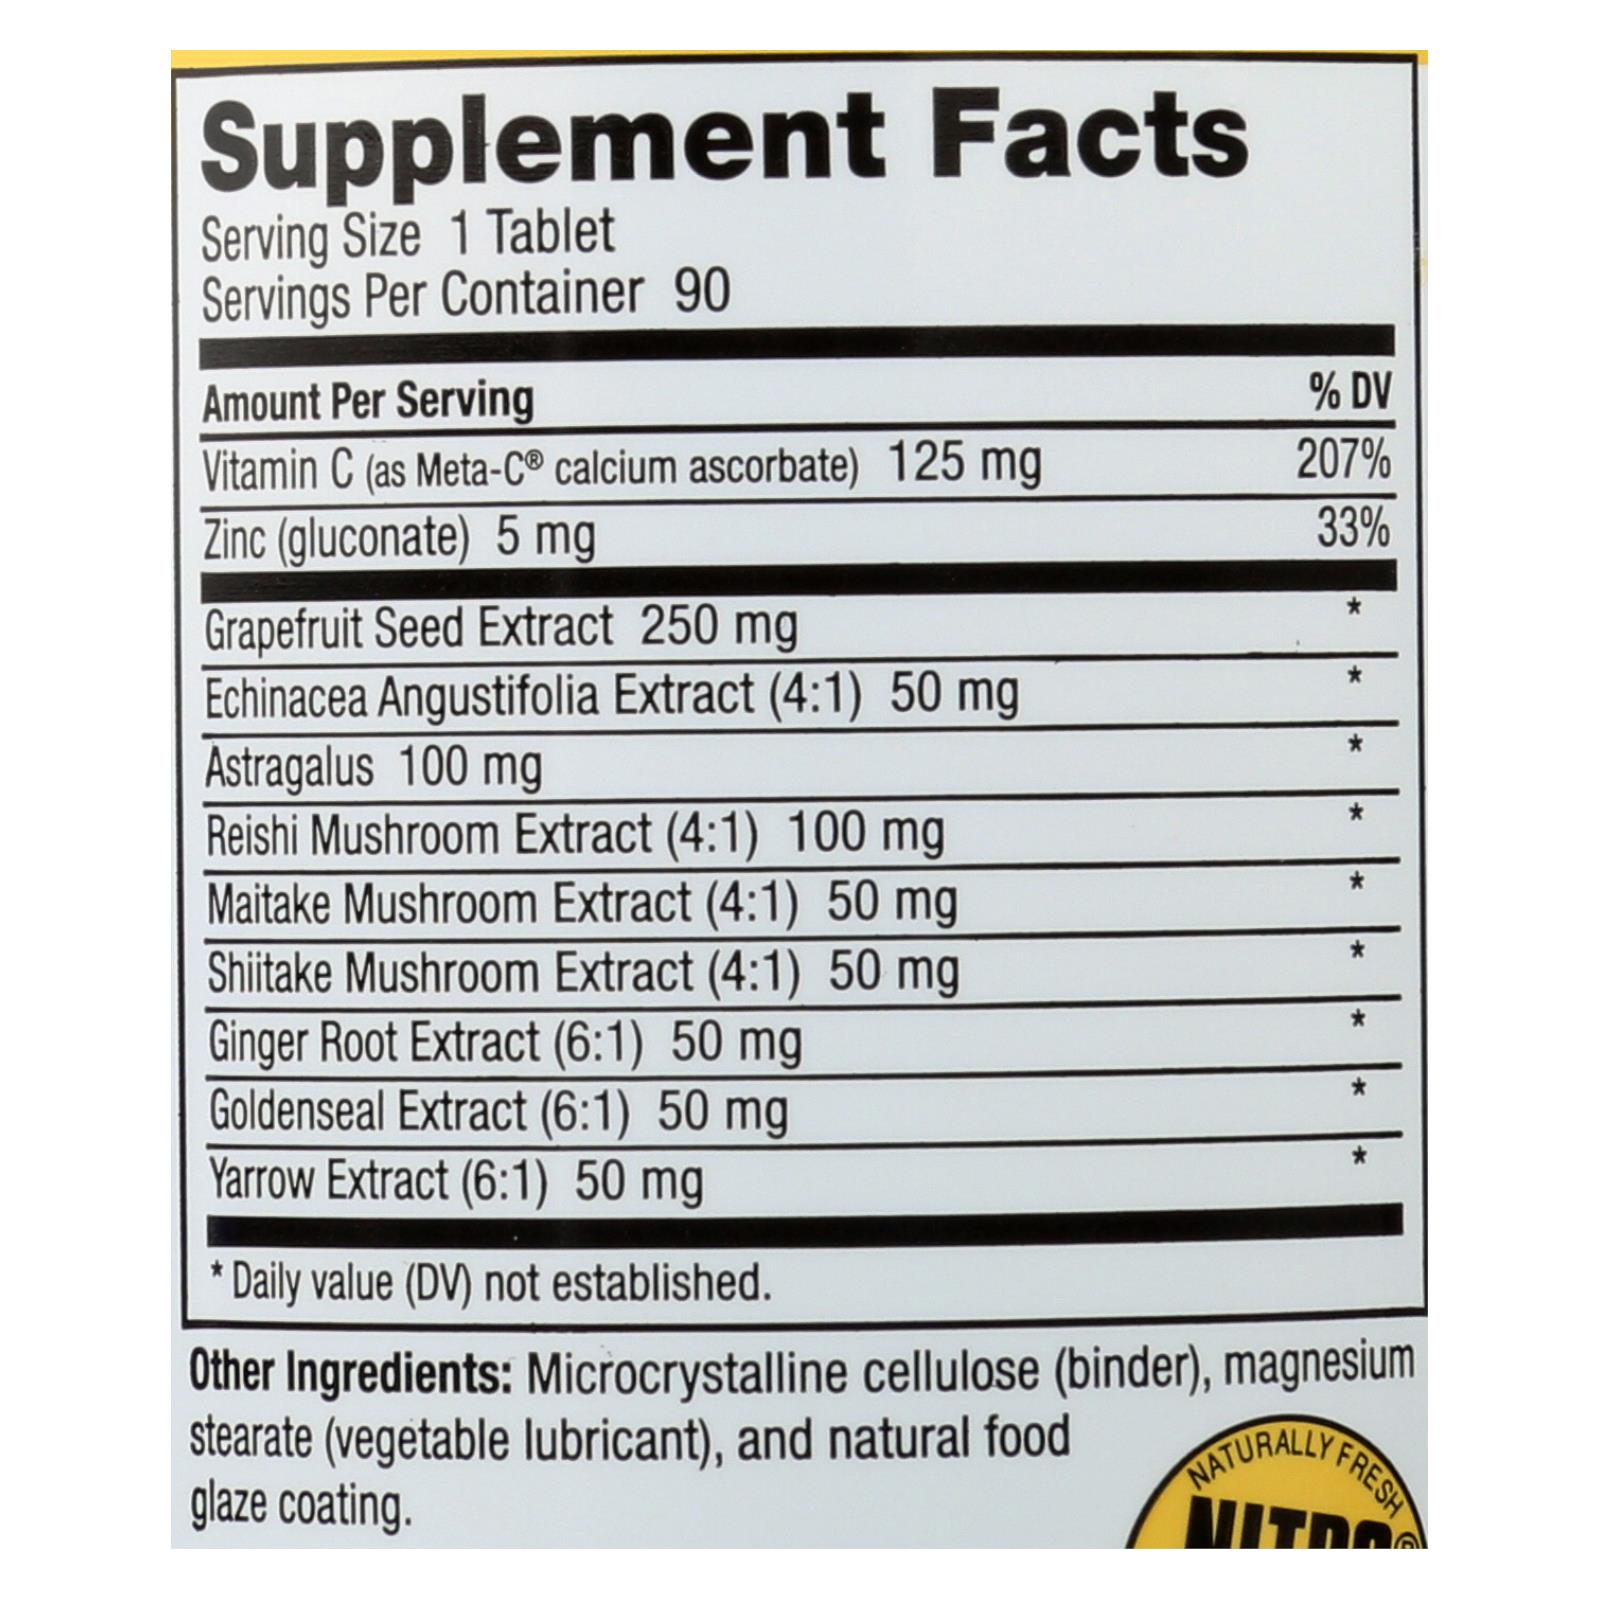 Supplement Facts
Serving Size 1 Tablet
Servings Per Container 90
Amount Per Serving % DV
Vitamin C (as Meta-C® calcium ascorbate) 125 mg 207%
Zinc (gluconate) 5 mg 33%
Grapefruit Seed Extract 250 mg *
Echinacea Angustifolia Extract (4:1) 50 mg *
Astragalus 100 mg *
Reishi Mushroom Extract (4:1) 100 mg *
Maitake Mushroom Extract (4:1) 50 mg *
Shiitake Mushroom Extract (4:1) 50 mg *
Ginger Root Extract (6:1) 50 mg *
Goldenseal Extract (6:1) 50 mg *
Yarrow Extract (6:1) 50 mg *
* Daily value (DV) not established.
Other Ingredients: Microcrystalline cellulose (binder), magnesium
stearate (vegetable lubricant), and natural food
glaze coating.
NATURALLY FRESH
NITRO®